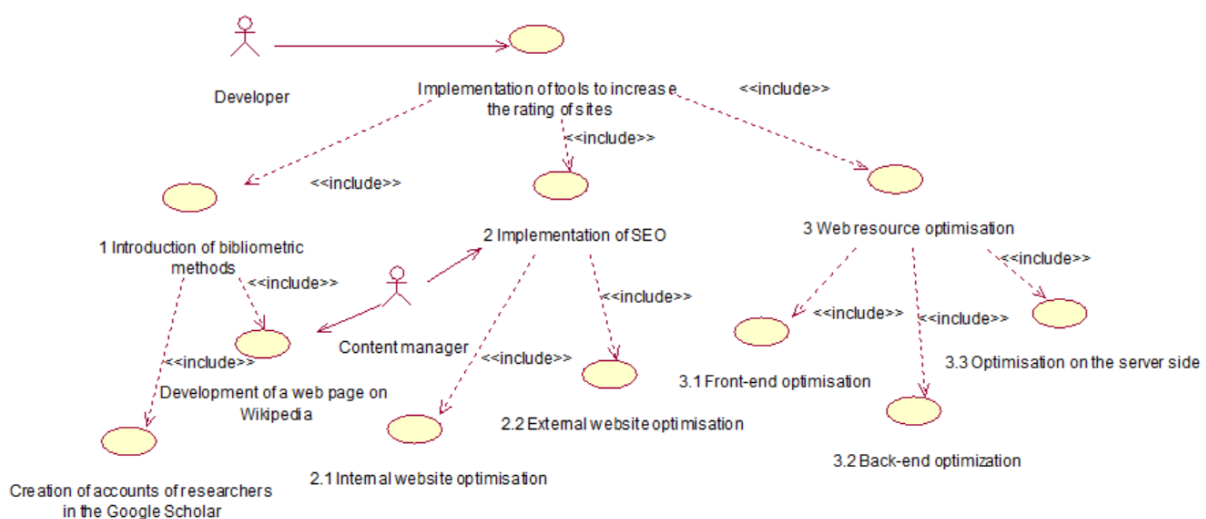 Developer
Implementation of tools to increase
the rating of sites
<<include>>
<<include>>
<<include>>
1 Introduction of bibliometric
methods
2 Implementation of SEO
3 Web resource optimisation
<<include>>
<<include>>
<<include>>
<<include>>
<<include>>
Content manager
<<include>>
<<include>>
Development of a web page on
Wikipedia
3.1 Front-end optimisation
3.3 Optimisation on the server side
2.2 External website optimisation
2.1 Internal website optimisation
3.2 Back-end optimization
Creation of accounts of researchers
in the Google Scholar